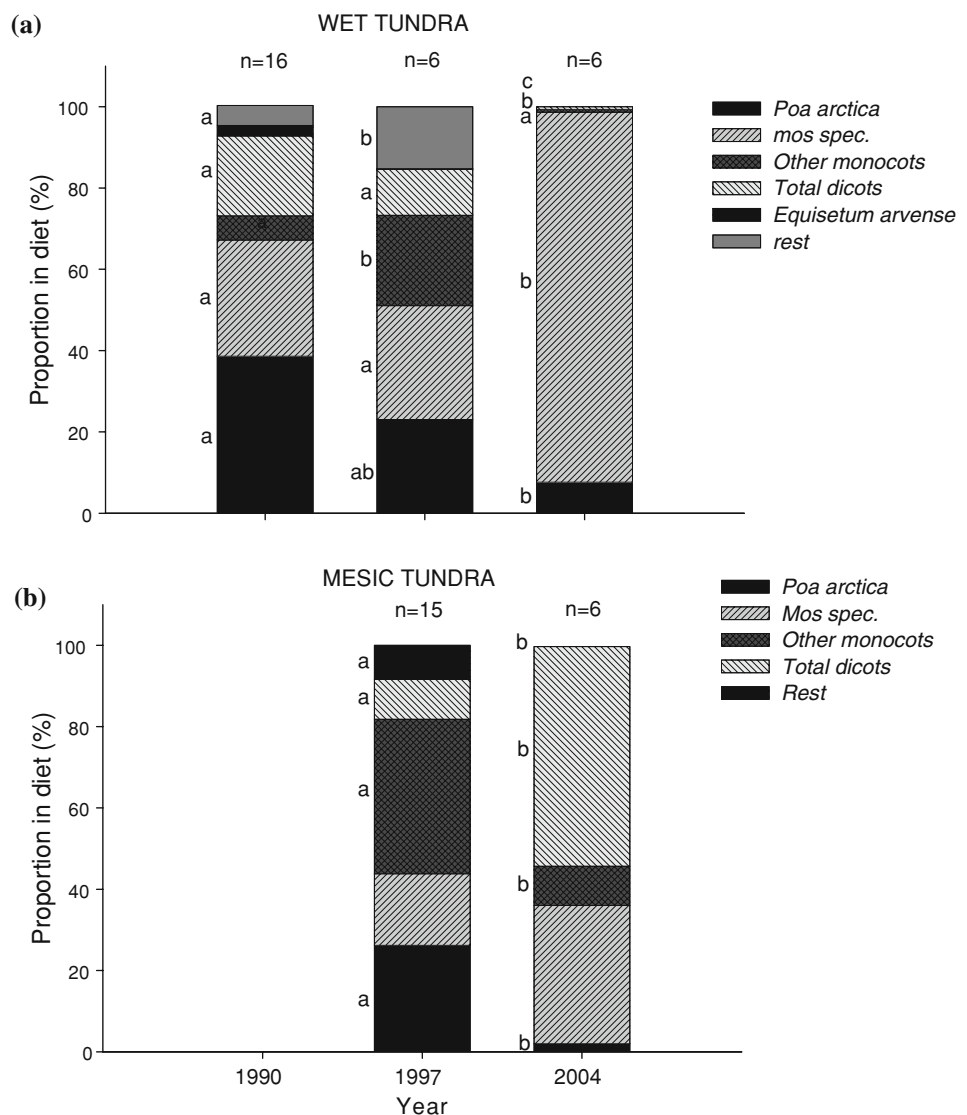 (a)
WET TUNDRA
n=16
n=6
n=6
Proportion in diet (%)
100
80
60
40
20
0
a
a
a
a
a
b
a
b
a
ab
c
b
a
b
b
Poa arctica
mos spec.
Other monocots
Total dicots
Equisetum arvense
rest
(b)
MESIC TUNDRA
n=15
n=6
Proportion in diet (%)
100
80
60
40
20
0
a
a
a
a
b
b
b
b
Poa arctica
Mos spec.
Other monocots
Total dicots
Rest
1990
1997
2004
Year